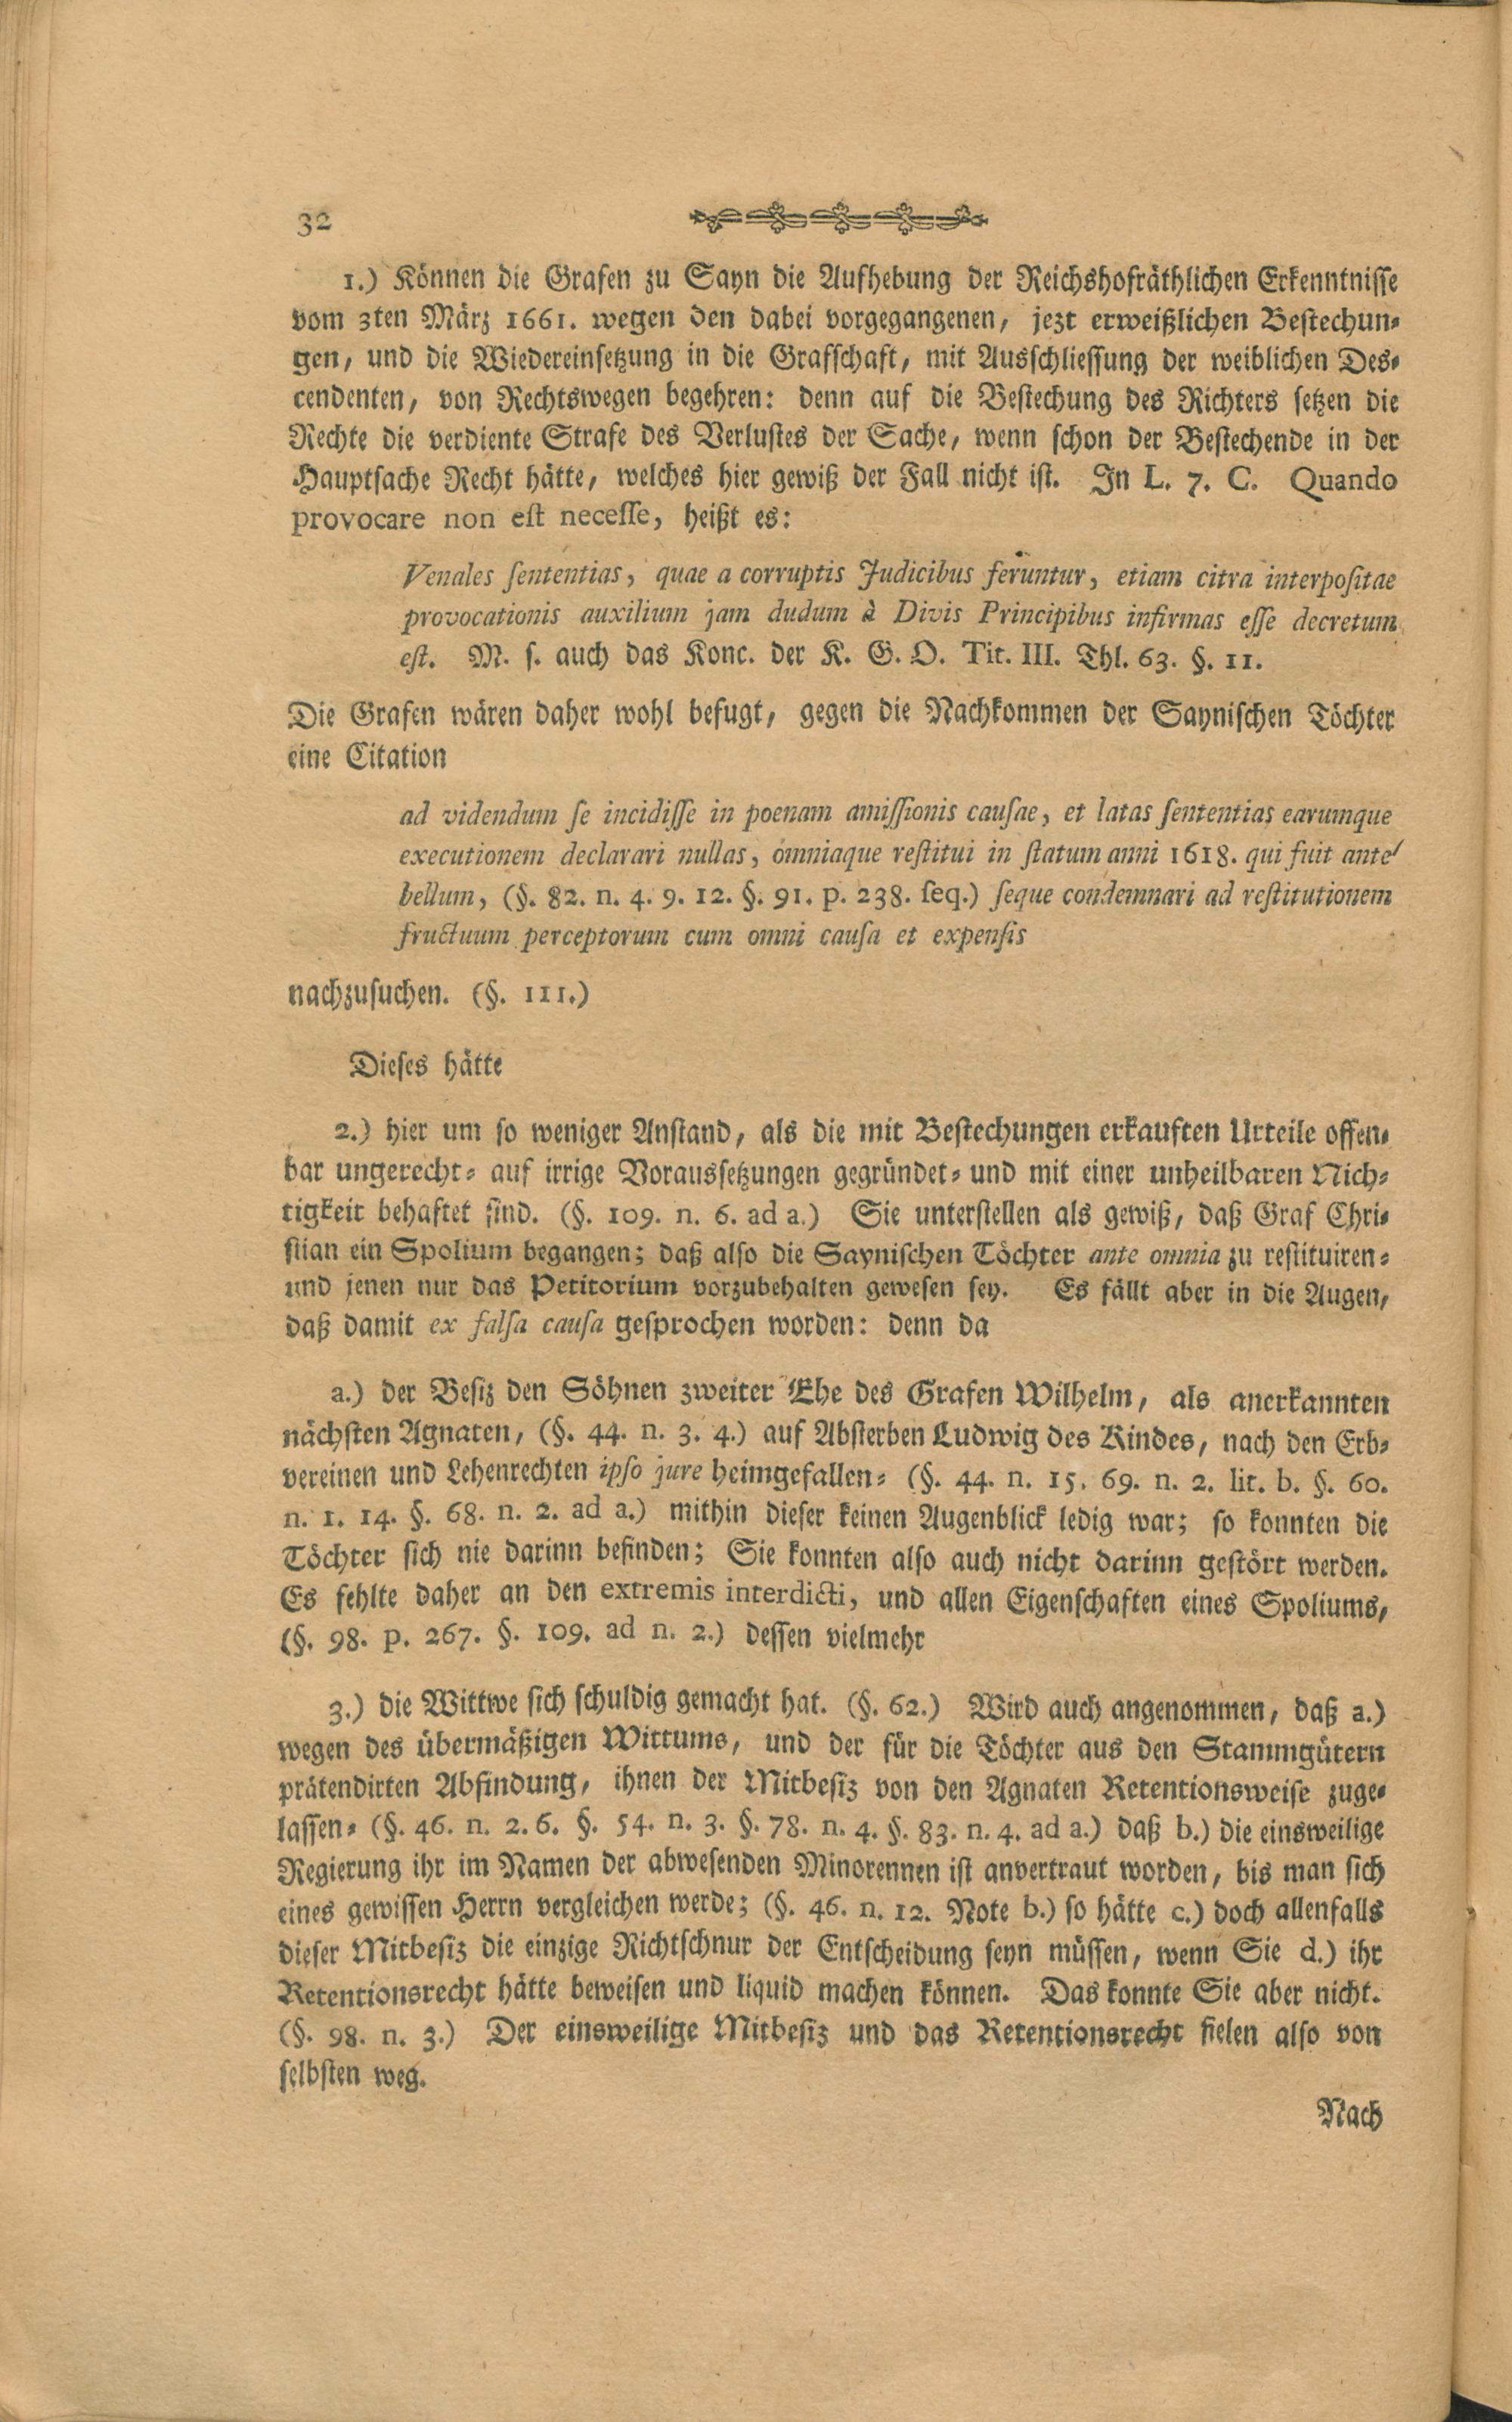 32
1.) Können die Grafen zu Sayn die Aufhebung der Reichshofräthlichen Erkenntnisse
vom 3ten März 1661. wegen den dabei vorgegangenen, jezt erweißlichen Bestechun-
gen, und die Wiedereinsetzung in die Grafschaft, mit Ausschliessung der weiblichen Des-
cendenten, von Rechtswegen begehren: denn auf die Bestechung des Richters setzen die
Rechte die verdiente Strafe des Verlustes der Sache, wenn schon der Bestechende in der
Hauptsache Recht hätte, welches hier gewiß der Fall nicht ist. In L. 7. C. Quando
provocare non est necesse, heißt es:
Venales sententias, quae a corruptis Judicibus feruntur, etiam citra interpositae
provocationis auxilium jam dudum à Divis Principibus infirmas esse decretum
est. M. s. auch das Konc. der K. G. O. Tit. III. Thl. 63. §. 11.
Die Grafen wären daher wohl befugt, gegen die Nachkommen der Saynischen Töchter
eine Citation
ad videndum se incidisse in poenam amissionis causae, et latas sententias earumque
executionem declarari nullas, omniaque restitui in statum anni 1618. qui fuit ante
bellum, (§. 82. n. 4. 9. 12. §. 91. p. 238. seq.) seque condemnari ad restitutionem
fructuum perceptorum cum omni causa et expensis
nachzusuchen. (§. 111.)
Dieses hätte
2.) hier um so weniger Anstand, als die mit Bestechungen erkauften Urteile offen-
bar ungerecht- auf irrige Voraussetzungen gegründet- und mit einer unheilbaren Nich-
tigkeit behaftet sind. (§. 109. n. 6. ad a.) Sie unterstellen als gewiß, daß Graf Chri-
stian ein Spolium begangen; daß also die Saynischen Töchter ante omnia zu restituiren-
und jenen nur das Petitorium vorzubehalten gewesen sey. Es fällt aber in die Augen,
daß damit ex falsa causa gesprochen worden: denn da
a.) der Besiz den Söhnen zweiter Ehe des Grafen Wilhelm, als anerkannten
nächsten Agnaten, (§. 44. n. 3. 4.) auf Absterben Ludwig des Kindes, nach den Erb-
vereinen und Lehenrechten ipso jure heimgefallen- (§. 44. n. 15. 69. n. 2. lit. b. §. 60.
n. 1. 14. §. 68. n. 2. ad a.) mithin dieser keinen Augenblick ledig war; so konnten die
Töchter sich nie darinn befinden; Sie konnten also auch nicht darinn gestört werden.
Es fehlte daher an den extremis interdicti, und allen Eigenschaften eines Spoliums,
(§. 98. p. 267. §. 109. ad n. 2.) dessen vielmehr
3.) die Wittwe sich schuldig gemacht hat. (§. 62.) Wird auch angenommen, daß a.)
wegen des übermäßigen Wittums, und der für die Töchter aus den Stammgütern
prätendirten Abfindung, ihnen der Mitbesiz von den Agnaten Retentionsweise zuge-
lassen- (§. 46. n. 2. 6. §. 54. n. 3. §. 78. n. 4. §. 83. n. 4. ad a.) daß b.) die einsweilige
Regierung ihr im Namen der abwesenden Minorennen ist anvertraut worden, bis man sich
eines gewissen Herrn vergleichen werde; (§. 46. n. 12. Note b.) so hätte c.) doch allenfalls
dieser Mitbesiz die einzige Richtschnur der Entscheidung seyn müssen, wenn Sie d.) ihr
Retentionsrecht hätte beweisen und liquid machen können. Das konnte Sie aber nicht.
(§. 98. n. 3.) Der einsweilige Mitbesiz und das Retentionsrecht fielen also von
selbsten weg.
Nach